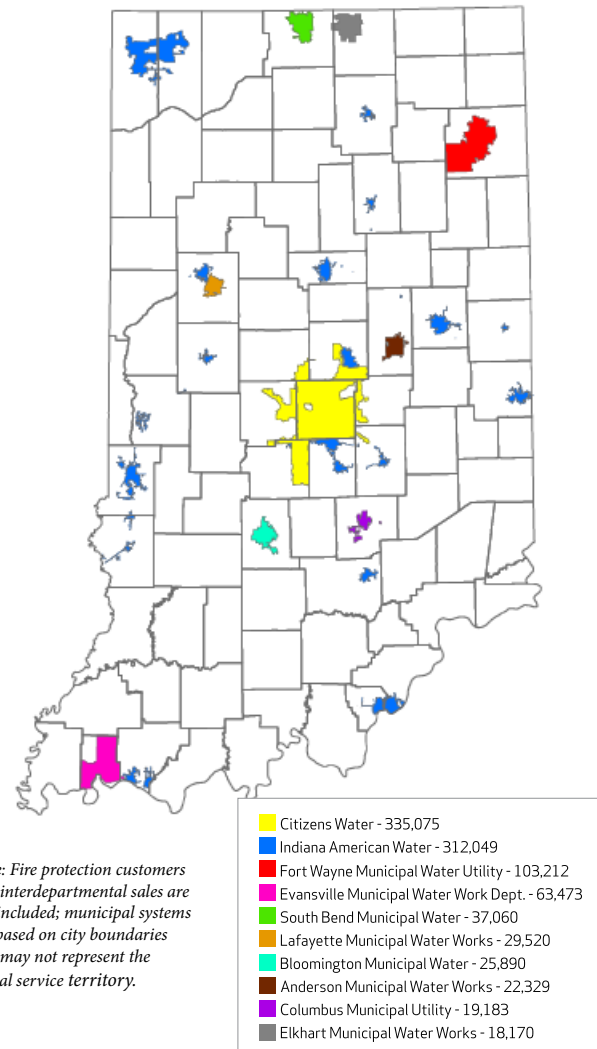 : Fire protection customers
interdepartmental sales are
included; municipal systems
based on city boundaries
may not represent the
al service territory.
Citizens Water - 335,075
Indiana American Water - 312,049
Fort Wayne Municipal Water Utility - 103,212
Evansville Municipal Water Work Dept. - 63,473
South Bend Municipal Water - 37,060
Lafayette Municipal Water Works - 29,520
Bloomington Municipal Water - 25,890
Anderson Municipal Water Works - 22,329
Columbus Municipal Utility - 19,183
Elkhart Municipal Water Works - 18,170